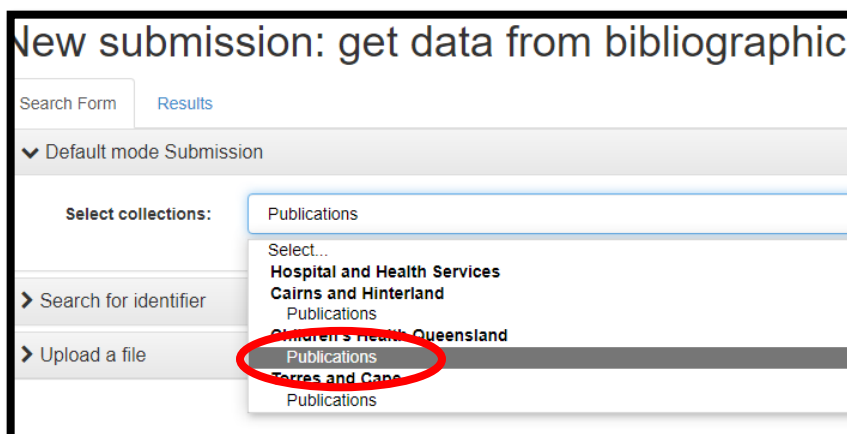 New submission: get data from bibliographic
Search Form Results
Default mode Submission
Select collections: Publications
Select...
Hospital and Health Services
Cairns and Hinterland
Publications
Search for identifier
Children's Health Queensland
Upload a file
Publications
Torres and Cape
Publications